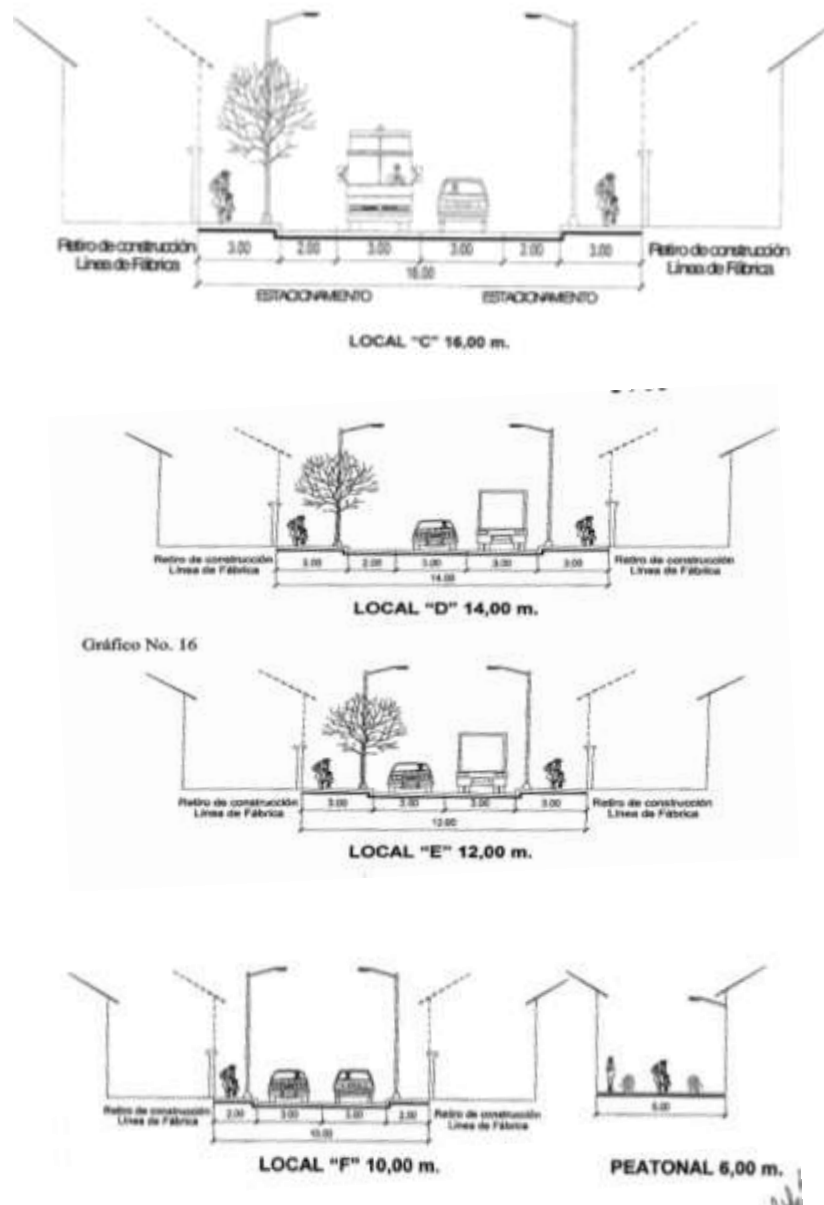 Retiro de construcción
Línea de Fábrica
3.00 2.00 3.00 3.00 2.00 3.00
Retiro de construcción
Línea de Fábrica
16.00
ESTACIONAMIENTO ESTACIONAMIENTO
LOCAL "C" 16,00 m.
Retiro de construcción
Línea de Fábrica
3.00 2.00 3.00 3.00 3.00
Retiro de construcción
Línea de Fábrica
14.00
LOCAL "D" 14,00 m.
Gráfico No. 16
Retiro de construcción
Línea de Fábrica
3.00 3.00 3.00 3.00
Retiro de construcción
Línea de Fábrica
12.00
LOCAL "E" 12,00 m.
Retiro de construcción
Línea de Fábrica
2.00 3.00 3.00 2.00
Retiro de construcción
Línea de Fábrica
10.00
LOCAL "F" 10,00 m.
6.00
PEATONAL 6,00 m.